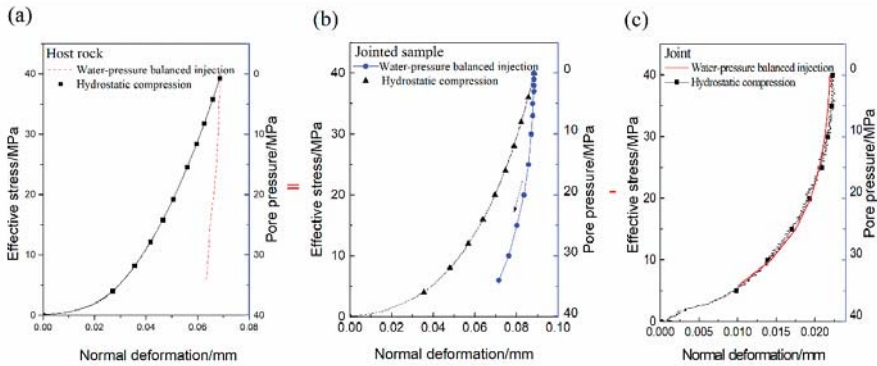 (a)
Host rock
Water-pressure balanced injection
Hydrostatic compression
Effective stress/MPa
40
30
20
10
0
0.00
0.02
0.04
0.06
0.08
Normal deformation/mm
0
10
20
30
40
Pore pressure/MPa
=
(b)
Jointed sample
Water-pressure balanced injection
Hydrostatic compression
Effective stress/MPa
40
35
30
25
20
15
10
5
0
0.00
0.02
0.04
0.06
0.08
0.10
Normal deformation/mm
0
10
20
30
40
Pore pressure/MPa
-
(c)
Joint
Water-pressure balanced injection
Hydrostatic compression
Effective stress/MPa
40
30
20
10
0
0.000
0.005
0.010
0.015
0.020
Normal deformation/mm
0
10
20
30
40
Pore pressure/MPa